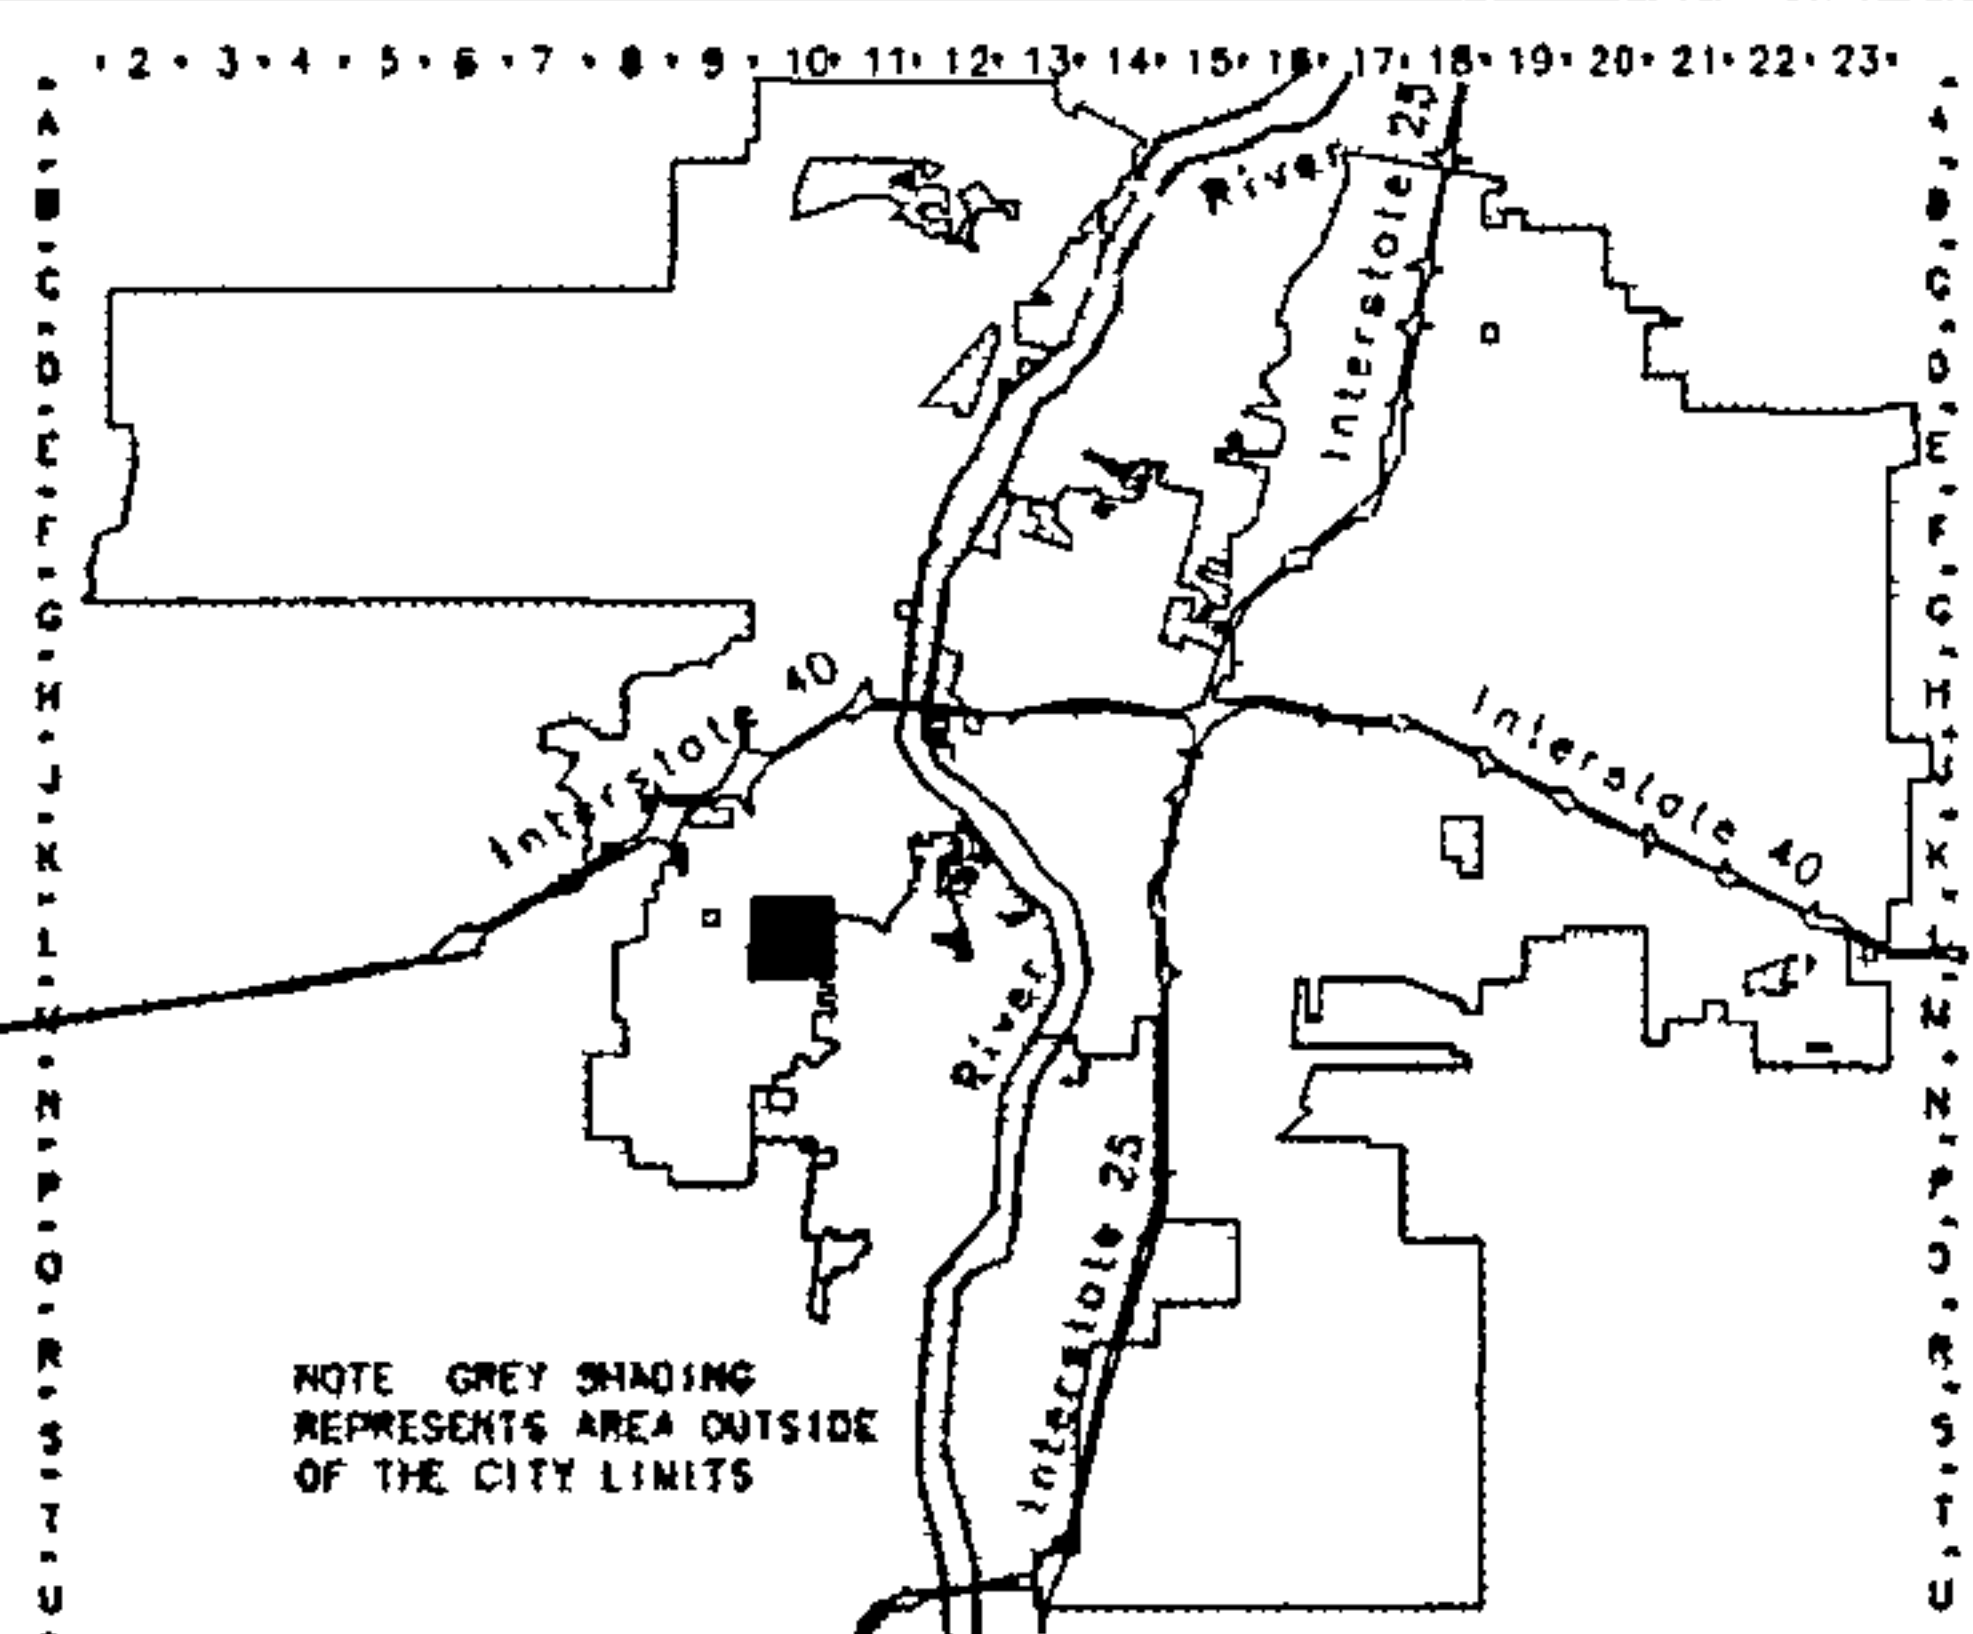 2 · 3 · 4 · 5 · 6 · 7 · 8 · 9 · 10 · 11 · 12 · 13 · 14 · 15 · 16 · 17 · 18 · 19 · 20 · 21 · 22 · 23 ·
A
B
C
D
E
F
G
H
J
K
L
M
N
P
Q
R
S
T
U
River
Interstate 25
Interstate 40
Interstate 40
River
Interstate 25
NOTE GREY SHADING
REPRESENTS AREA OUTSIDE
OF THE CITY LIMITS
A
B
C
D
E
F
G
H
J
K
L
M
N
P
Q
R
S
T
U